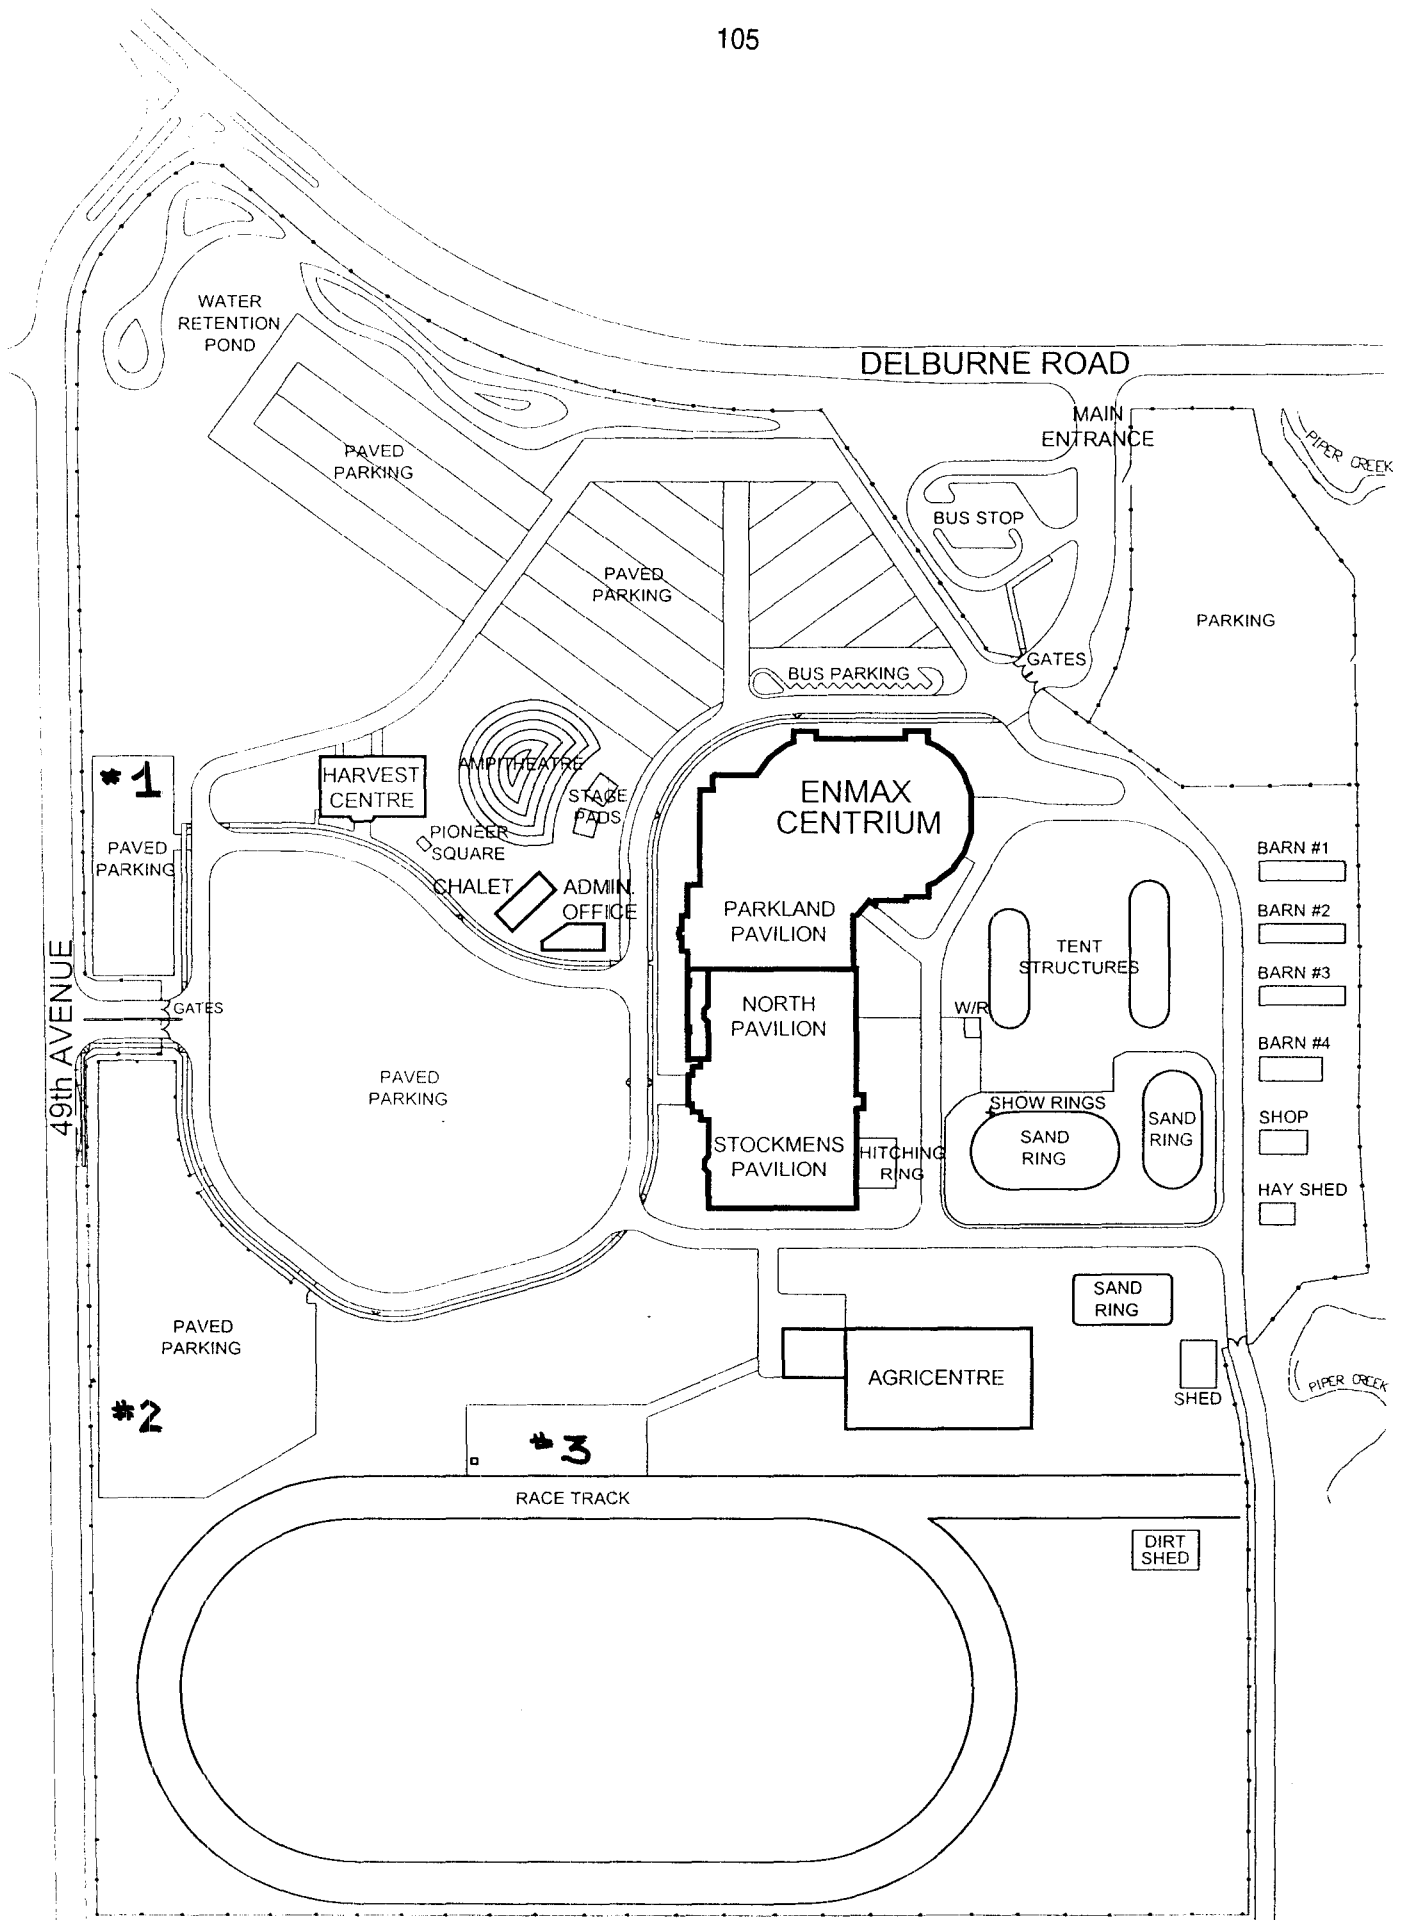 105
WATER
RETENTION
POND
DELBURNE ROAD
MAIN
ENTRANCE
PIPER CREEK
PAVED
PARKING
BUS STOP
PAVED
PARKING
PARKING
GATES
BUS PARKING
#1
HARVEST
CENTRE
AMPITHEATRE
STAGE
PADS
ENMAX
CENTRIUM
PIONEER
SQUARE
PAVED
PARKING
BARN #1
CHALET
ADMIN.
OFFICE
PARKLAND
PAVILION
BARN #2
TENT
STRUCTURES
BARN #3
49th AVENUE
GATES
NORTH
PAVILION
W/R
BARN #4
PAVED
PARKING
SHOW RINGS
SAND
RING
SAND
RING
SHOP
STOCKMENS
PAVILION
HITCHING
RING
HAY SHED
SAND
RING
PAVED
PARKING
AGRICENTRE
SHED
PIPER CREEK
#2
#3
RACE TRACK
DIRT
SHED